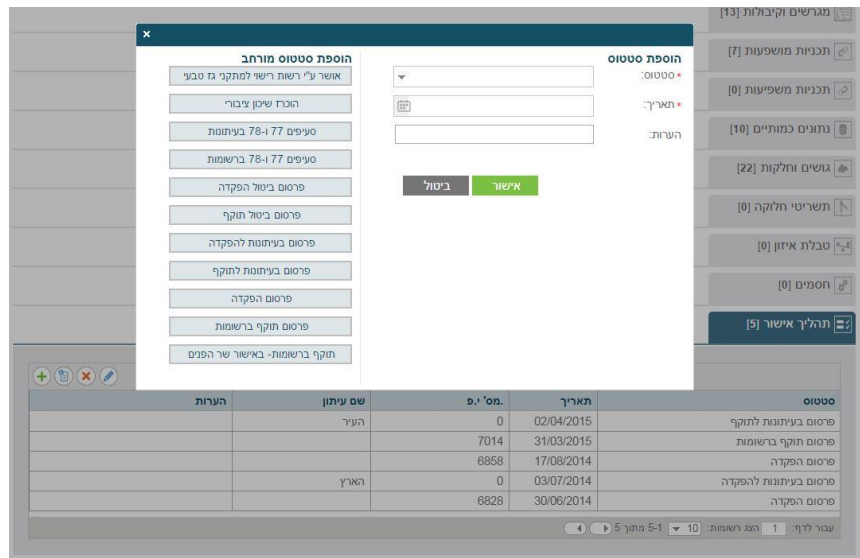 מגרשים וקיבולות [13]
תכניות מושפעות [7]
תכניות משפיעות [0]
נתונים כמותיים [10]
גושים וחלקות [22]
תשריטי חלוקה [0]
טבלת איזון [0]
חסמים [0]
תהליך אישור [5]
×
הוספת סטטוס
* סטטוס:
* תאריך:
הערות:
אישור
ביטול
הוספת סטטוס מורחב
אושר ע"י רשות רישוי למתקני גז טבעי
הוכרז שיכון ציבורי
סעיפים 77 ו-78 בעיתונות
סעיפים 77 ו-78 ברשומות
פרסום ביטול הפקדה
פרסום ביטול תוקף
פרסום בעיתונות להפקדה
פרסום בעיתונות לתוקף
פרסום הפקדה
פרסום תוקף ברשומות
תוקף ברשומות- באישור שר הפנים
סטטוס תאריך מס' י.פ. שם עיתון הערות
פרסום בעיתונות לתוקף 02/04/2015 0 העיר
פרסום תוקף ברשומות 31/03/2015 7014
פרסום הפקדה 17/08/2014 6858
פרסום בעיתונות להפקדה 03/07/2014 0 הארץ
פרסום הפקדה 30/06/2014 6828
עבור לדף: 1 הצג רשומות: 10 5-1 מתוך 5